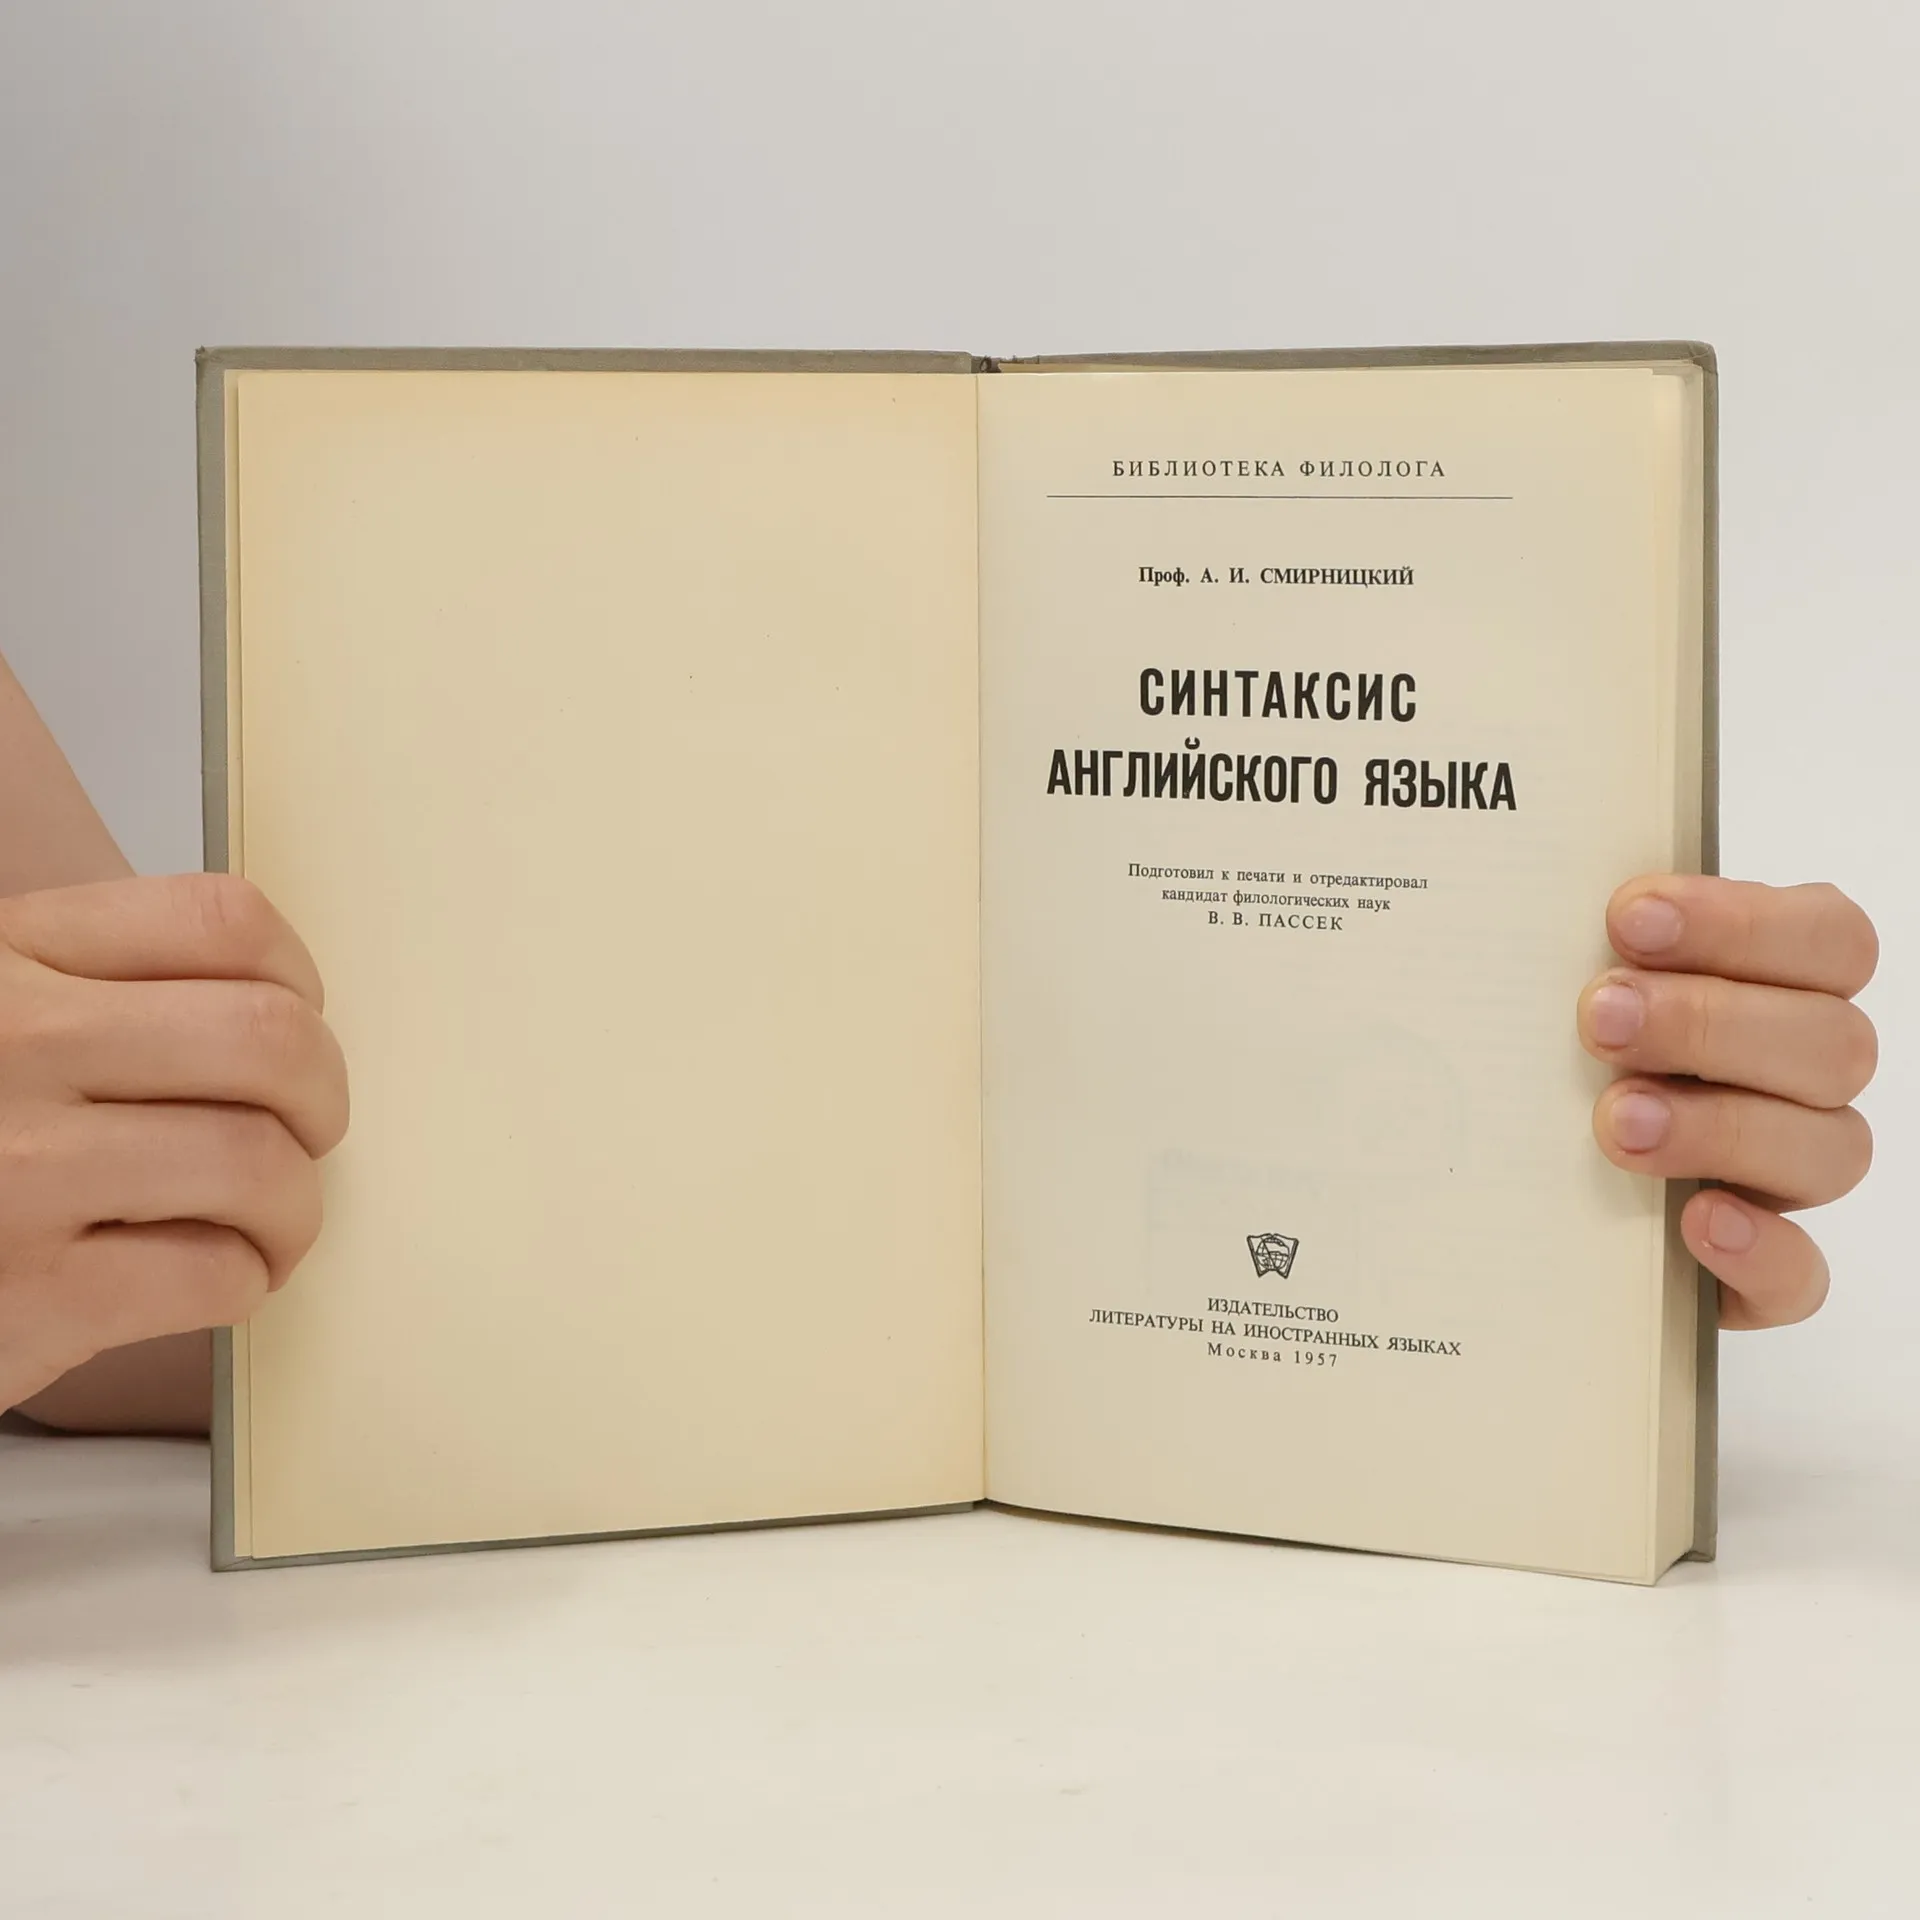 БИБЛИОТЕКА ФИЛОЛОГА
Проф. А. И. СМИРНИЦКИЙ
СИНТАКСИС
АНГЛИЙСКОГО ЯЗЫКА
Подготовил к печати и отредактировал
кандидат филологических наук
В. В. ПАССЕК
ИЗДАТЕЛЬСТВО
ЛИТЕРАТУРЫ НА ИНОСТРАННЫХ ЯЗЫКАХ
Москва 1957